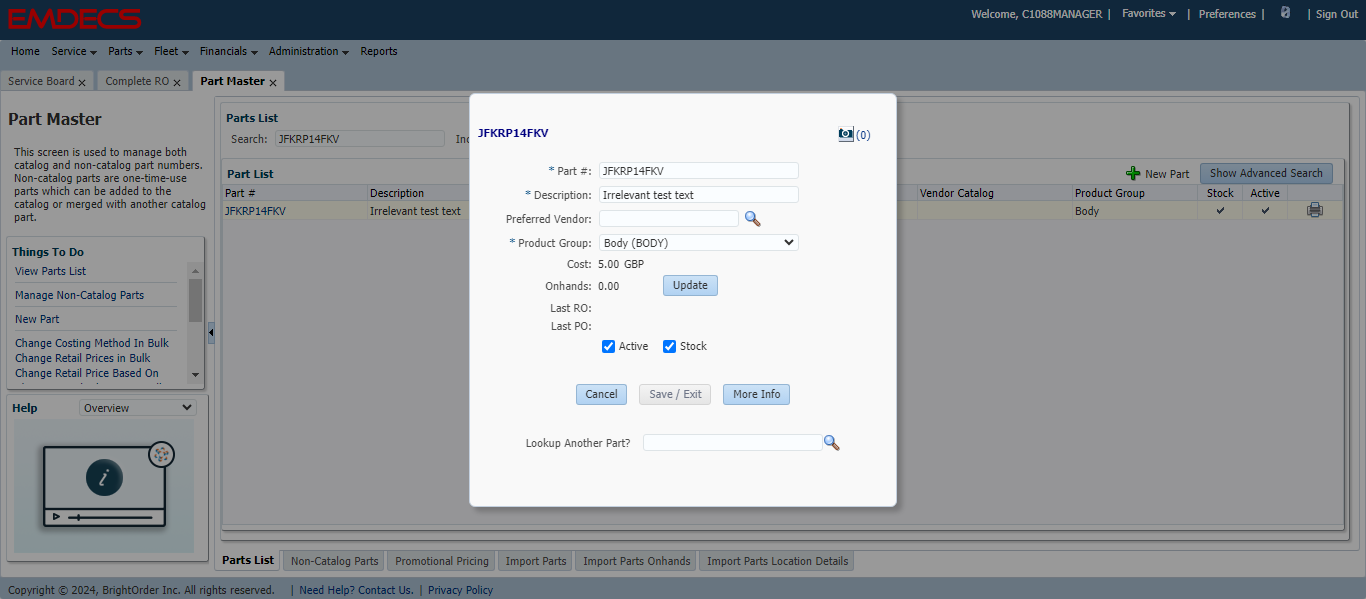 EMDECS
Welcome, C1088MANAGER | Favorites | Preferences | | Sign Out
Home Service Parts Fleet Financials Administration Reports
Service Board x Complete RO x Part Master x
Part Master
This screen is used to manage both
catalog and non-catalog part numbers.
Non-catalog parts are one-time-use
parts which can be added to the
catalog or merged with another catalog
part.
Things To Do
View Parts List
Manage Non-Catalog Parts
New Part
Change Costing Method In Bulk
Change Retail Prices in Bulk
Change Retail Price Based On
Help Overview
i
Parts List
Search: JFKRP14FKV
Part List
New Part Show Advanced Search
Part # Description Vendor Catalog Product Group Stock Active
JFKRP14FKV Irrelevant test text Body
JFKRP14FKV
(0)
* Part #: JFKRP14FKV
* Description: Irrelevant test text
Preferred Vendor:
* Product Group: Body (BODY)
Cost: 5.00 GBP
Onhands: 0.00 Update
Last RO:
Last PO:
Active Stock
Cancel Save / Exit More Info
Lookup Another Part?
Parts List Non-Catalog Parts Promotional Pricing Import Parts Import Parts Onhands Import Parts Location Details
Copyright © 2024, BrightOrder Inc. All rights reserved. | Need Help? Contact Us. | Privacy Policy